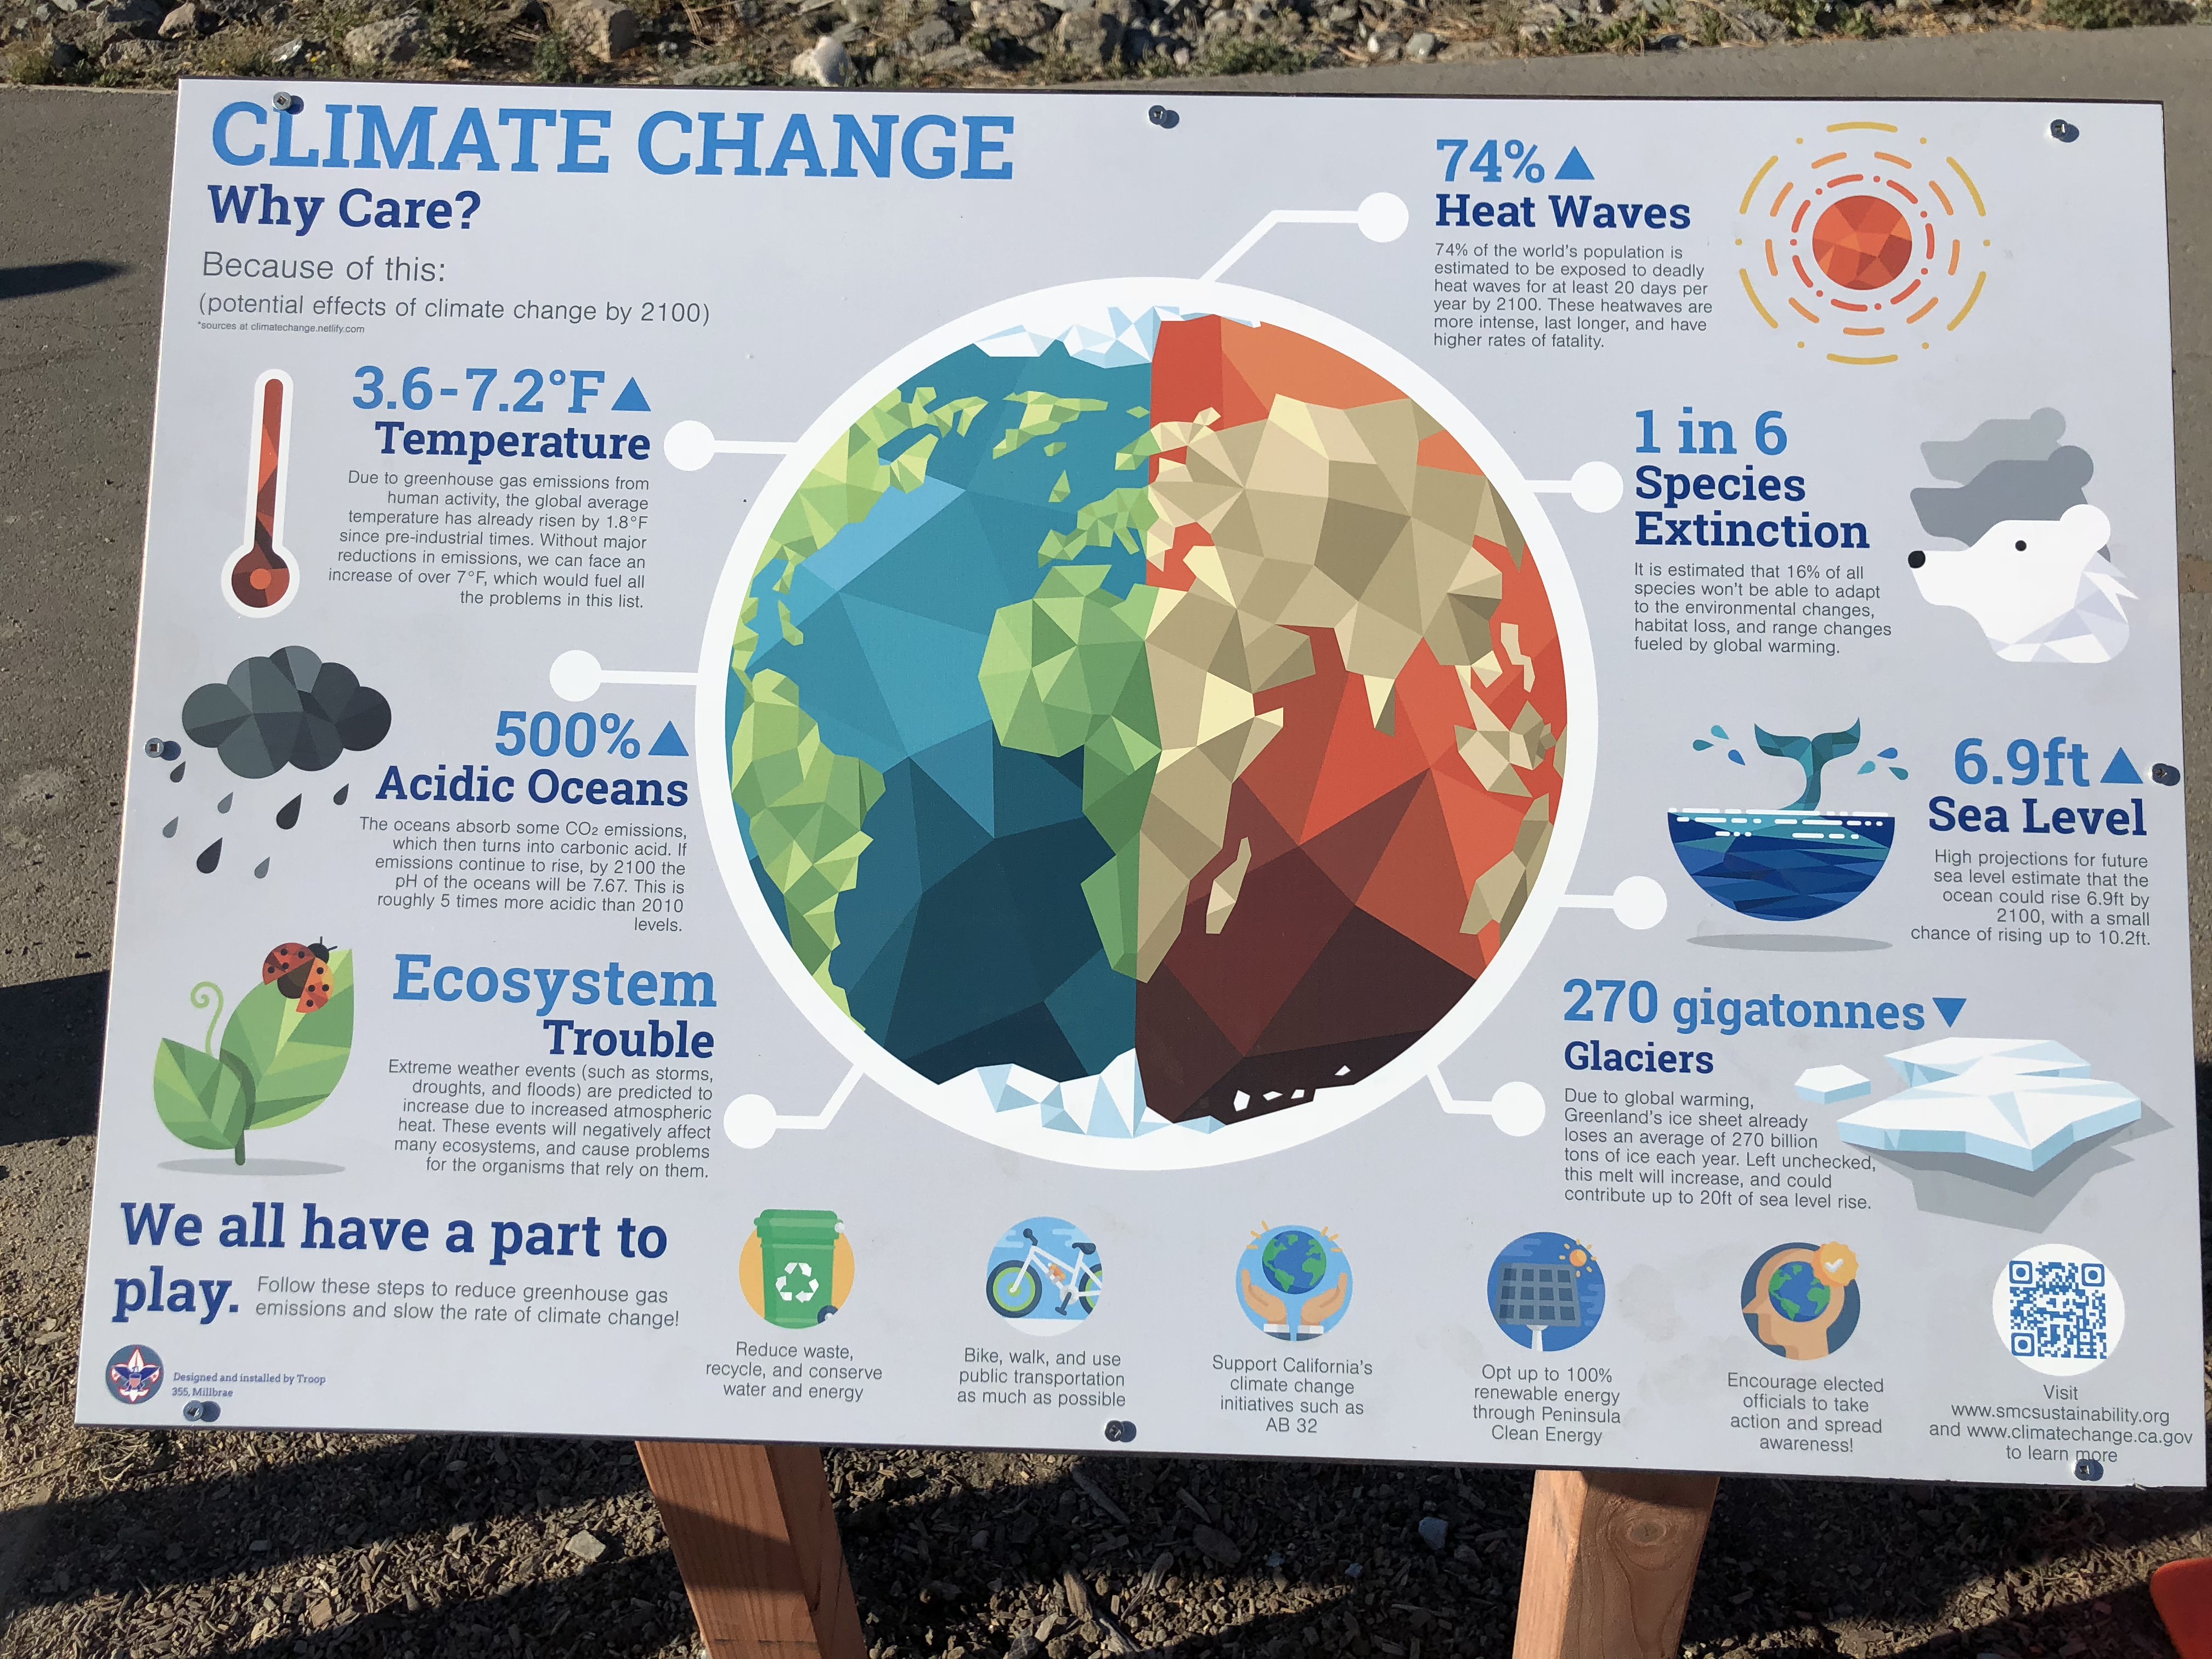 CLIMATE CHANGE
Why Care?
Because of this:
(potential effects of climate change by 2100)
*sources at climatechange.netlify.com
3.6-7.2°F▲
Temperature
Due to greenhouse gas emissions from
human activity, the global average
temperature has already risen by 1.8°F
since pre-industrial times. Without major
reductions in emissions, we can face an
increase of over 7°F, which would fuel all
the problems in this list.
500%▲
Acidic Oceans
The oceans absorb some CO₂ emissions,
which then turns into carbonic acid. If
emissions continue to rise, by 2100 the
pH of the oceans will be 7.67. This is
roughly 5 times more acidic than 2010
levels.
Ecosystem
Trouble
Extreme weather events (such as storms,
droughts, and floods) are predicted to
increase due to increased atmospheric
heat. These events will negatively affect
many ecosystems, and cause problems
for the organisms that rely on them.
74%▲
Heat Waves
74% of the world's population is
estimated to be exposed to deadly
heat waves for at least 20 days per
year by 2100. These heatwaves are
more intense, last longer, and have
higher rates of fatality.
1 in 6
Species
Extinction
It is estimated that 16% of all
species won't be able to adapt
to the environmental changes,
habitat loss, and range changes
fueled by global warming.
6.9ft▲
Sea Level
High projections for future
sea level estimate that the
ocean could rise 6.9ft by
2100, with a small
chance of rising up to 10.2ft.
270 gigatonnes▼
Glaciers
Due to global warming,
Greenland's ice sheet already
loses an average of 270 billion
tons of ice each year. Left unchecked,
this melt will increase, and could
contribute up to 20ft of sea level rise.
We all have a part to
play.
Follow these steps to reduce greenhouse gas
emissions and slow the rate of climate change!
Designed and installed by Troop
355, Millbrae
Reduce waste,
recycle, and conserve
water and energy
Bike, walk, and use
public transportation
as much as possible
Support California's
climate change
initiatives such as
AB 32
Opt up to 100%
renewable energy
through Peninsula
Clean Energy
Encourage elected
officials to take
action and spread
awareness!
Visit
www.smcsustainability.org
and www.climatechange.ca.gov
to learn more